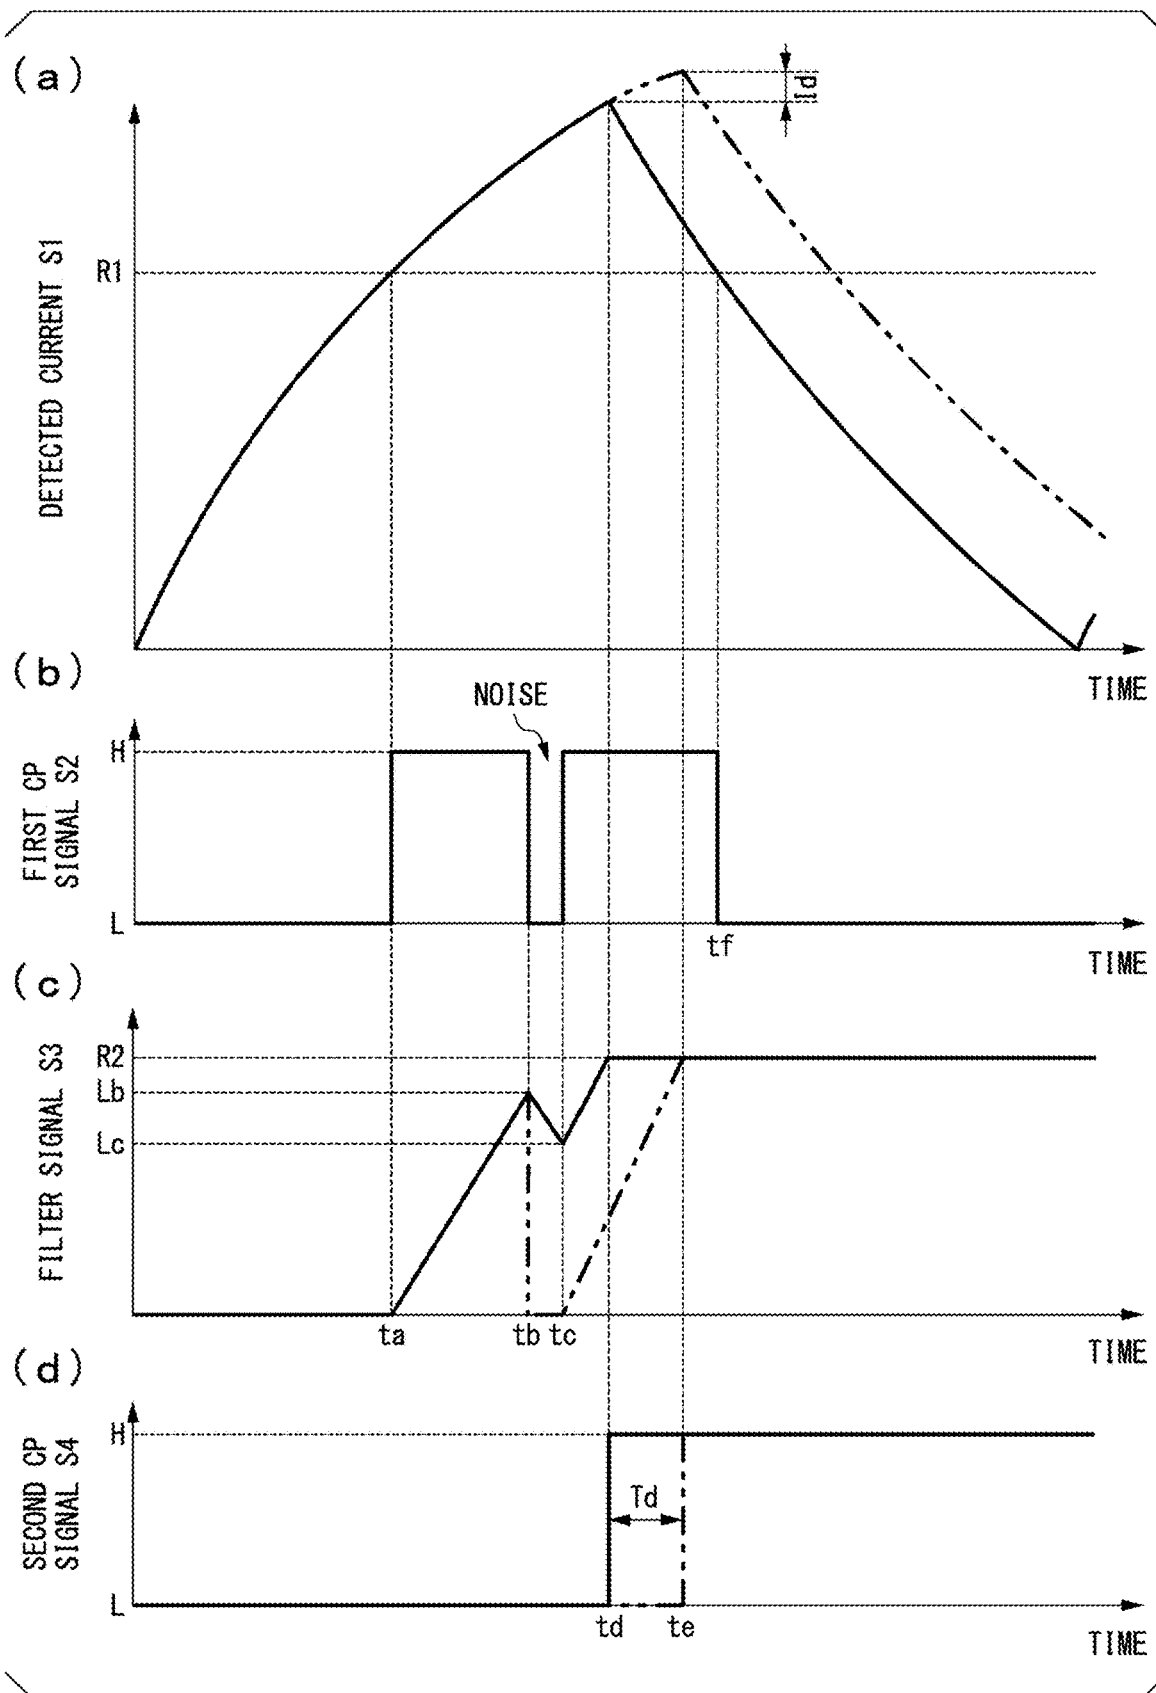 (a)
Id
DETECTED CURRENT S1
R1
TIME
(b)
NOISE
FIRST CP
SIGNAL S2
H
L
tf
TIME
(c)
FILTER SIGNAL S3
R2
Lb
Lc
ta
tb
tc
TIME
(d)
SECOND CP
SIGNAL S4
H
Td
L
td
te
TIME